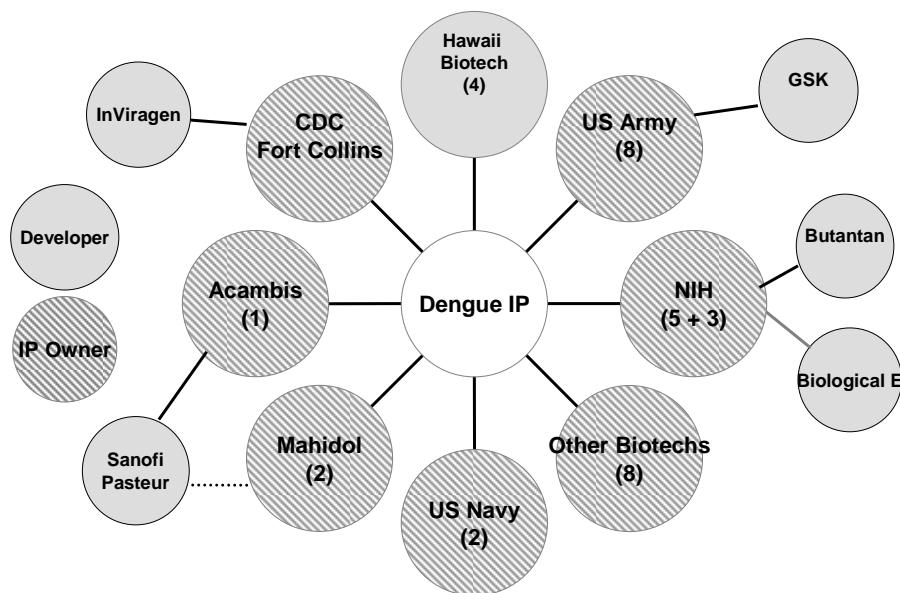 Hawaii
Biotech
(4)
GSK
InViragen
CDC
Fort Collins
US Army
(8)
Developer
Butantan
Acambis
(1)
Dengue IP
NIH
(5 + 3)
IP Owner
Biological E
Mahidol
(2)
Other Biotechs
(8)
Sanofi
Pasteur
US Navy
(2)